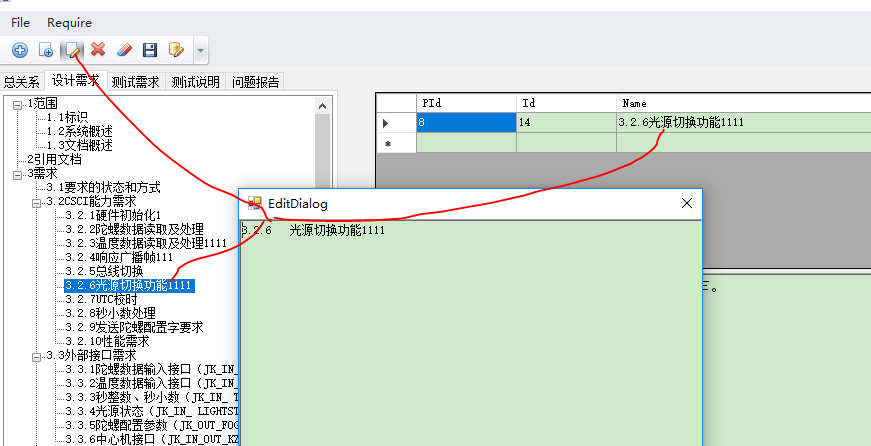 File Require
总关系 设计需求 测试需求 测试说明 问题报告
1范围
1.1标识
1.2系统概述
1.3文档概述
2引用文档
3需求
3.1要求的状态和方式
3.2CSCI能力需求
3.2.1硬件初始化1
3.2.2陀螺数据读取及处理
3.2.3温度数据读取及处理1111
3.2.4响应广播帧111
3.2.5总线切换
3.2.6光源切换功能1111
3.2.7UTC校时
3.2.8秒小数处理
3.2.9发送陀螺配置字要求
3.2.10性能需求
3.3外部接口需求
3.3.1陀螺数据输入接口（JK_IN_
3.3.2温度数据输入接口（JK_IN_
3.3.3秒整数、秒小数（JK_IN_ T
3.3.4光源状态（JK_IN_ LIGHTST
3.3.5陀螺配置参数（JK_OUT_FOG
3.3.6中心机接口（JK_IN_OUT_KZ
PId Id Name
8 14 3.2.6光源切换功能1111
EditDialog
3.2.6 光源切换功能1111